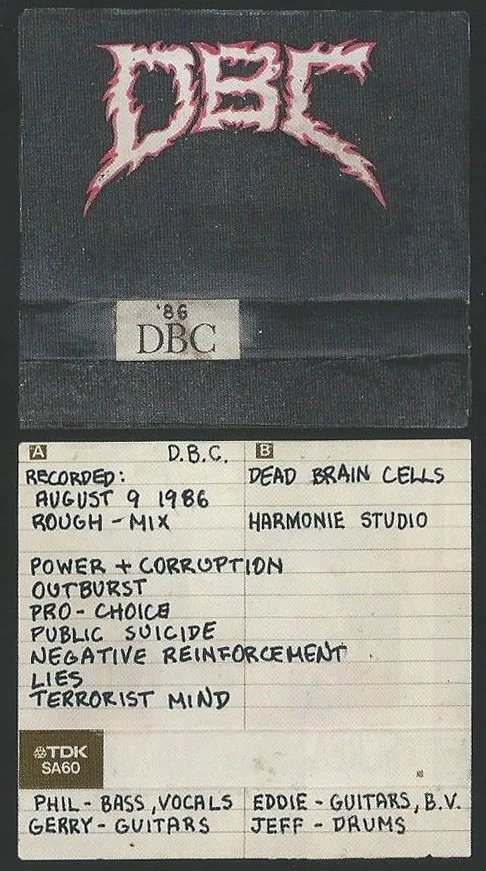 DBC
'86
DBC
A D.B.C. B
RECORDED: DEAD BRAIN CELLS
AUGUST 9 1986
ROUGH - MIX HARMONIE STUDIO
POWER + CORRUPTION
OUTBURST
PRO - CHOICE
PUBLIC SUICIDE
NEGATIVE REINFORCEMENT
LIES
TERRORIST MIND
TDK
SA60
PHIL - BASS, VOCALS EDDIE - GUITARS, B.V.
GERRY - GUITARS JEFF - DRUMS